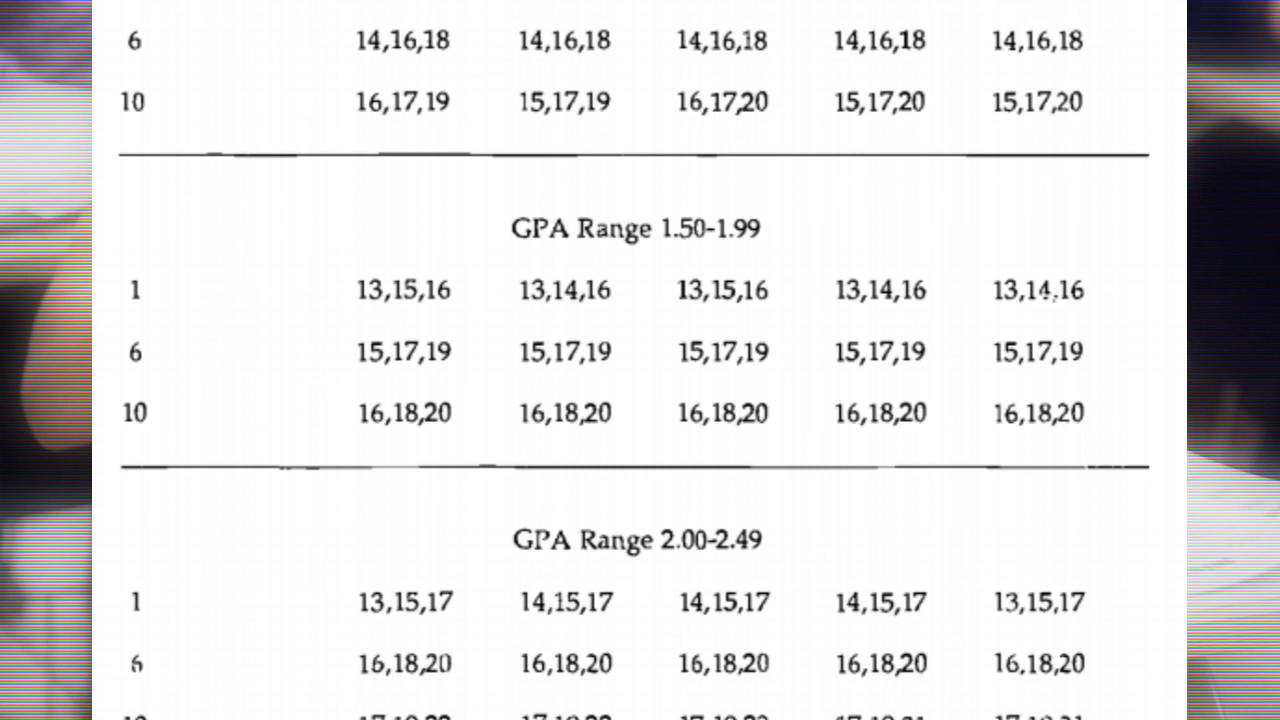 6 14,16,18 14,16,18 14,16,18 14,16,18 14,16,18
10 16,17,19 15,17,19 16,17,20 15,17,20 15,17,20
GPA Range 1.50-1.99
1 13,15,16 13,14,16 13,15,16 13,14,16 13,14,16
6 15,17,19 15,17,19 15,17,19 15,17,19 15,17,19
10 16,18,20 16,18,20 16,18,20 16,18,20 16,18,20
GPA Range 2.00-2.49
1 13,15,17 14,15,17 14,15,17 13,15,17
6 16,18,20 16,18,20 16,18,20 16,18,20 16,18,20